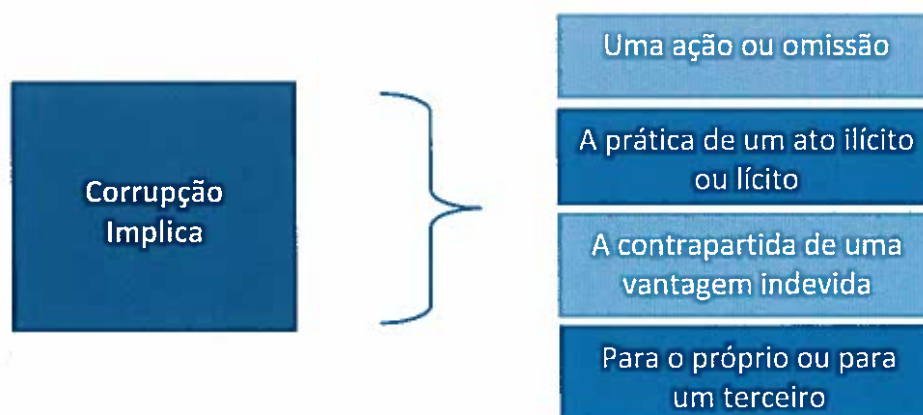 Corrupção
Implica
Uma ação ou omissão
A prática de um ato ilícito
ou lícito
A contrapartida de uma
vantagem indevida
Para o próprio ou para
um terceiro